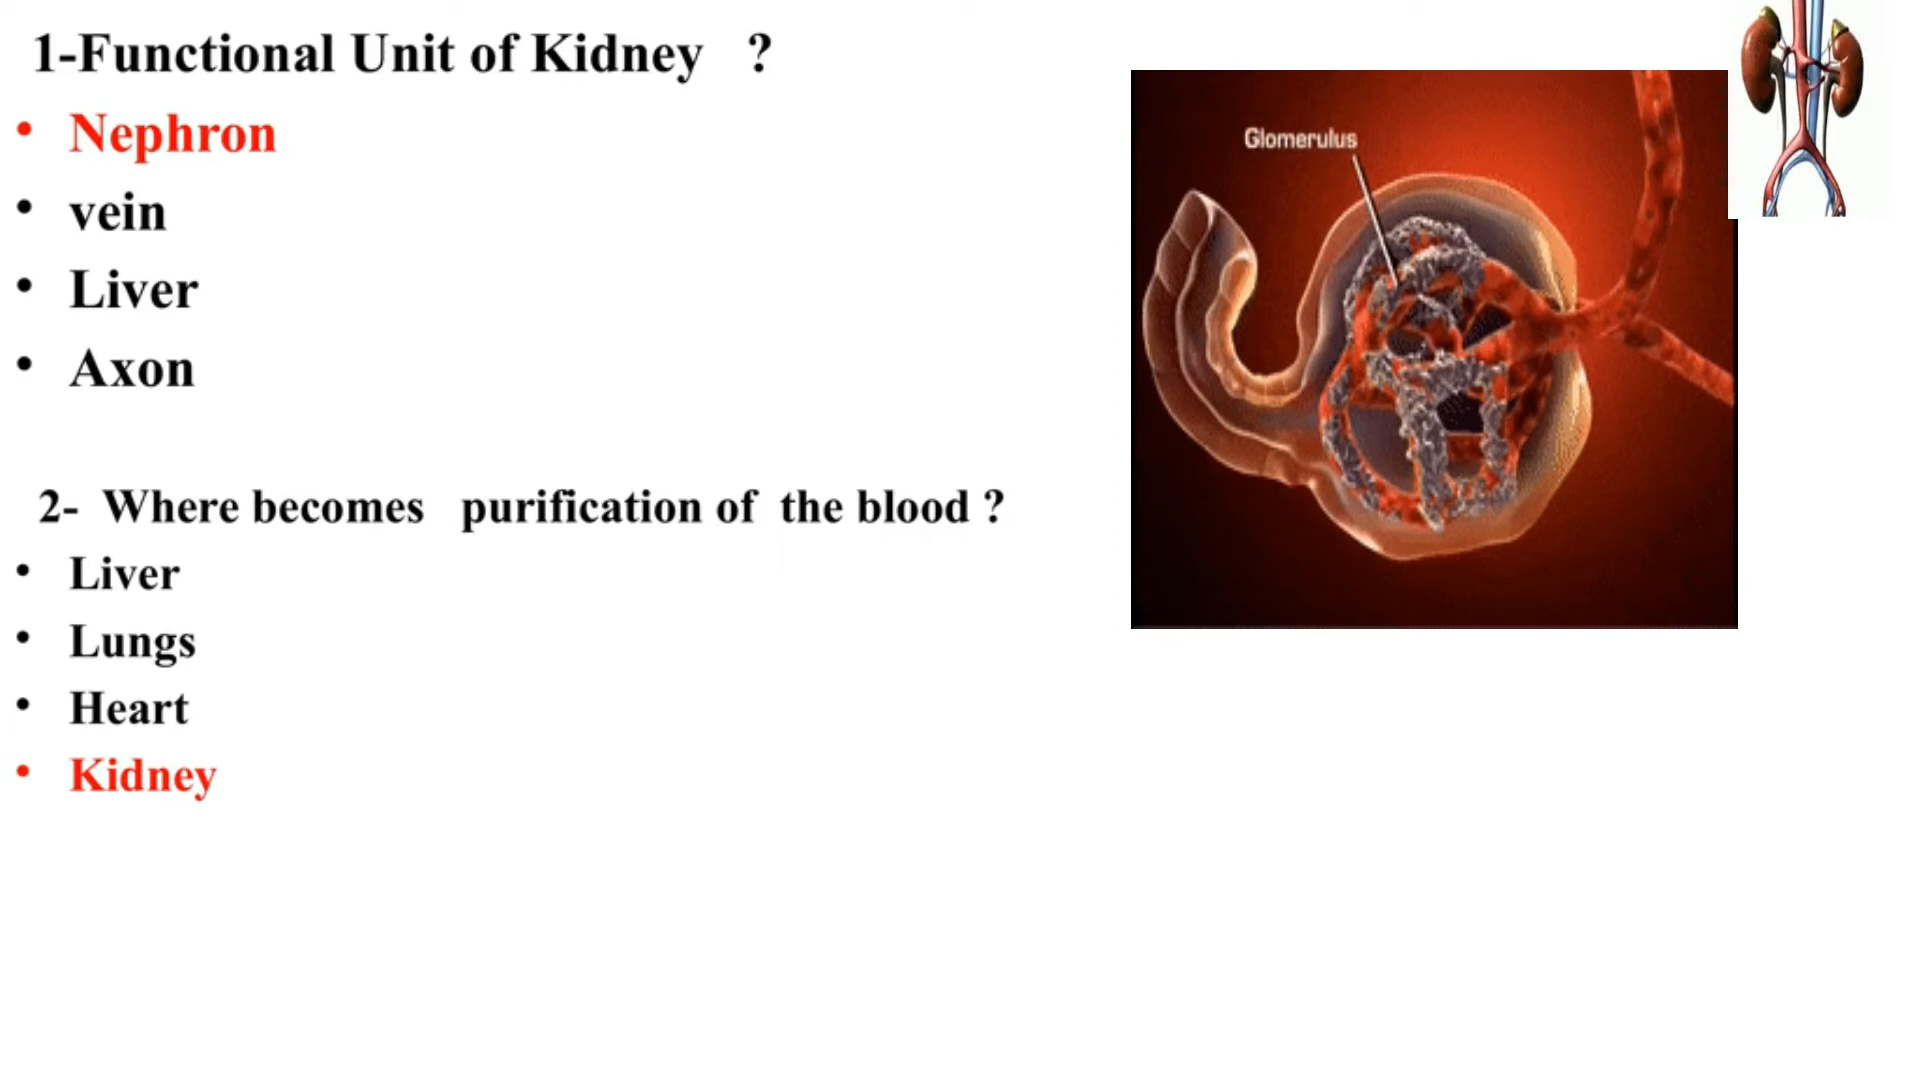 1-Functional Unit of Kidney ?
• Nephron
• vein
• Liver
• Axon
2- Where becomes purification of the blood ?
• Liver
• Lungs
• Heart
• Kidney
Glomerulus